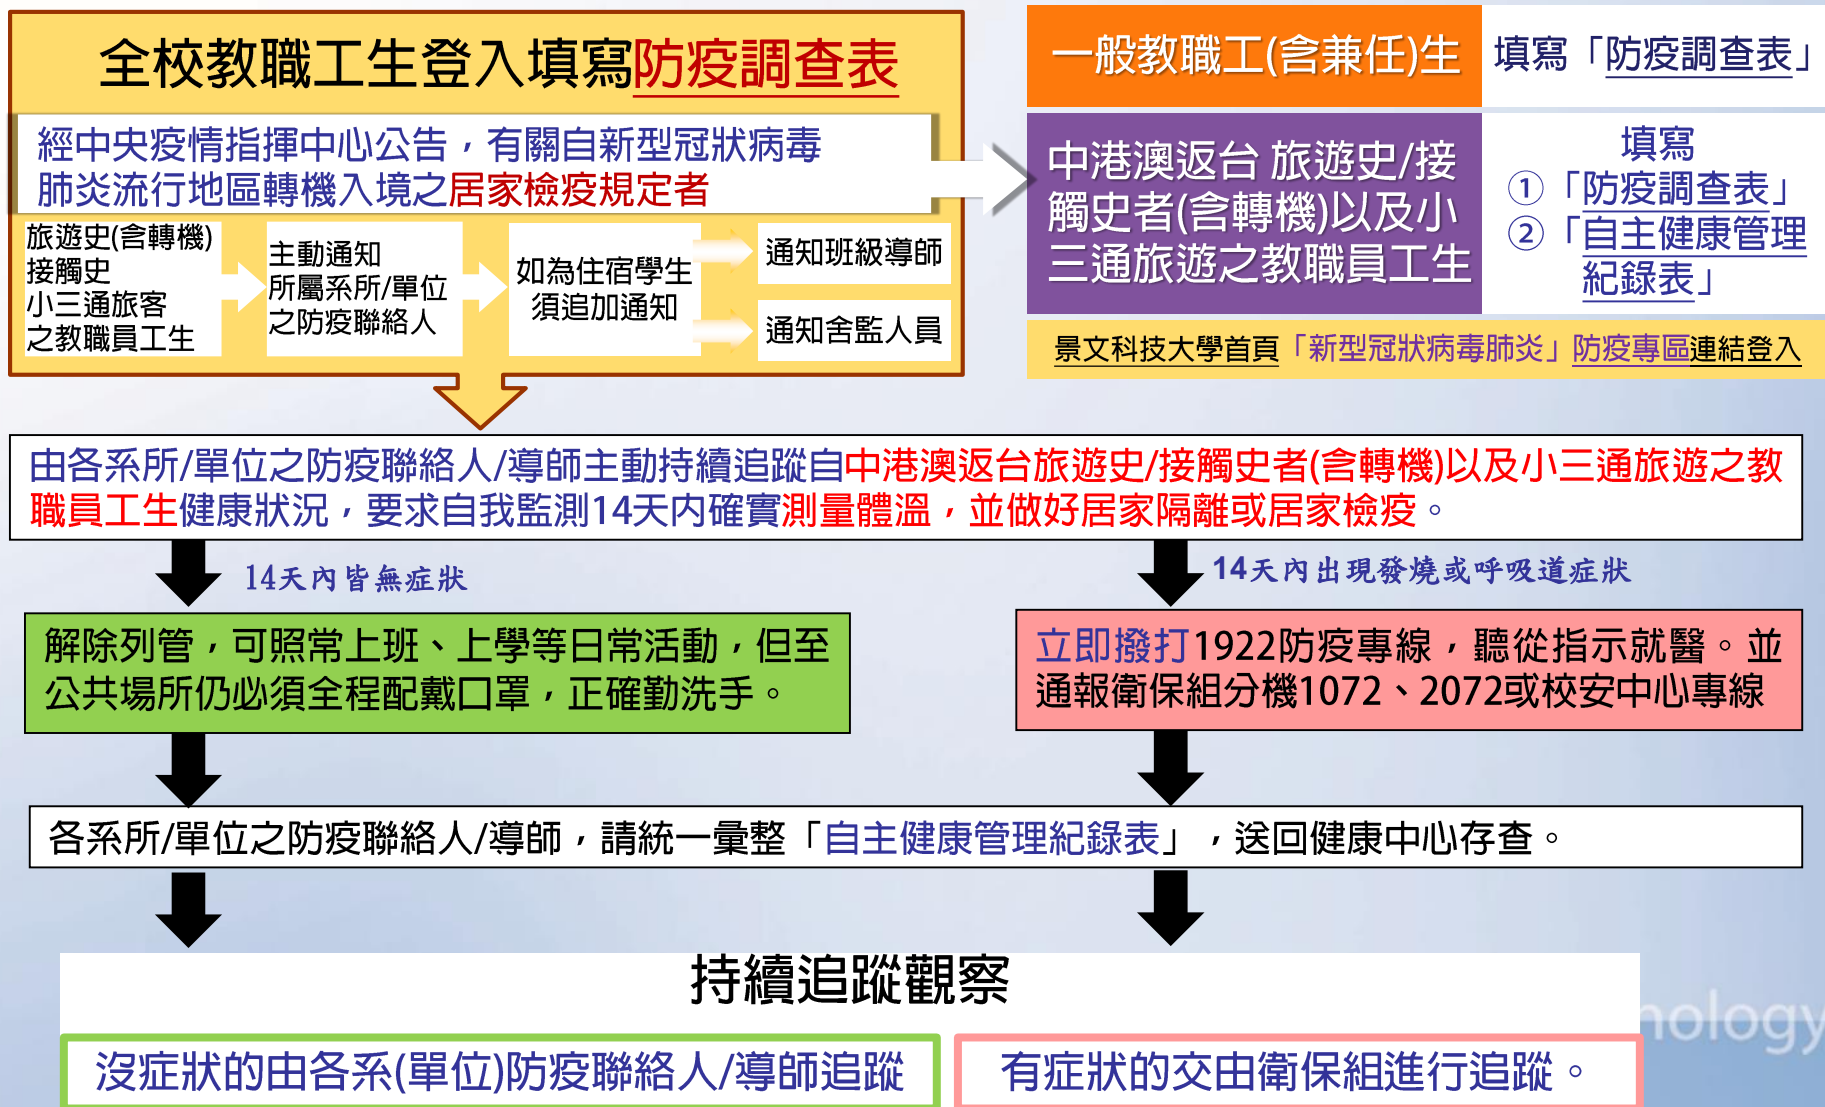 全校教職工生登入填寫防疫調查表
經中央疫情指揮中心公告，有關自新型冠狀病毒
肺炎流行地區轉機入境之居家檢疫規定者
旅遊史(含轉機)
接觸史
小三通旅客
之教職員工生
主動通知
所屬系所/單位
之防疫聯絡人
如為住宿學生
須追加通知
通知班級導師
通知舍監人員
一般教職工(含兼任)生
填寫「防疫調查表」
中港澳返台 旅遊史/接
觸史者(含轉機)以及小
三通旅遊之教職員工生
填寫
①「防疫調查表」
②「自主健康管理
紀錄表」
景文科技大學首頁「新型冠狀病毒肺炎」防疫專區連結登入
由各系所/單位之防疫聯絡人/導師主動持續追蹤自中港澳返台旅遊史/接觸史者(含轉機)以及小三通旅遊之教
職員工生健康狀況，要求自我監測14天内確實測量體溫，並做好居家隔離或居家檢疫。
14天內皆無症狀
14天內出現發燒或呼吸道症狀
解除列管，可照常上班、上學等日常活動，但至
公共場所仍必須全程配戴口罩，正確勤洗手。
立即撥打1922防疫專線，聽從指示就醫。並
通報衛保組分機1072、2072或校安中心專線
各系所/單位之防疫聯絡人/導師，請統一彙整「自主健康管理紀錄表」，送回健康中心存查。
持續追蹤觀察
沒症狀的由各系(單位)防疫聯絡人/導師追蹤
有症狀的交由衛保組進行追蹤。
nology